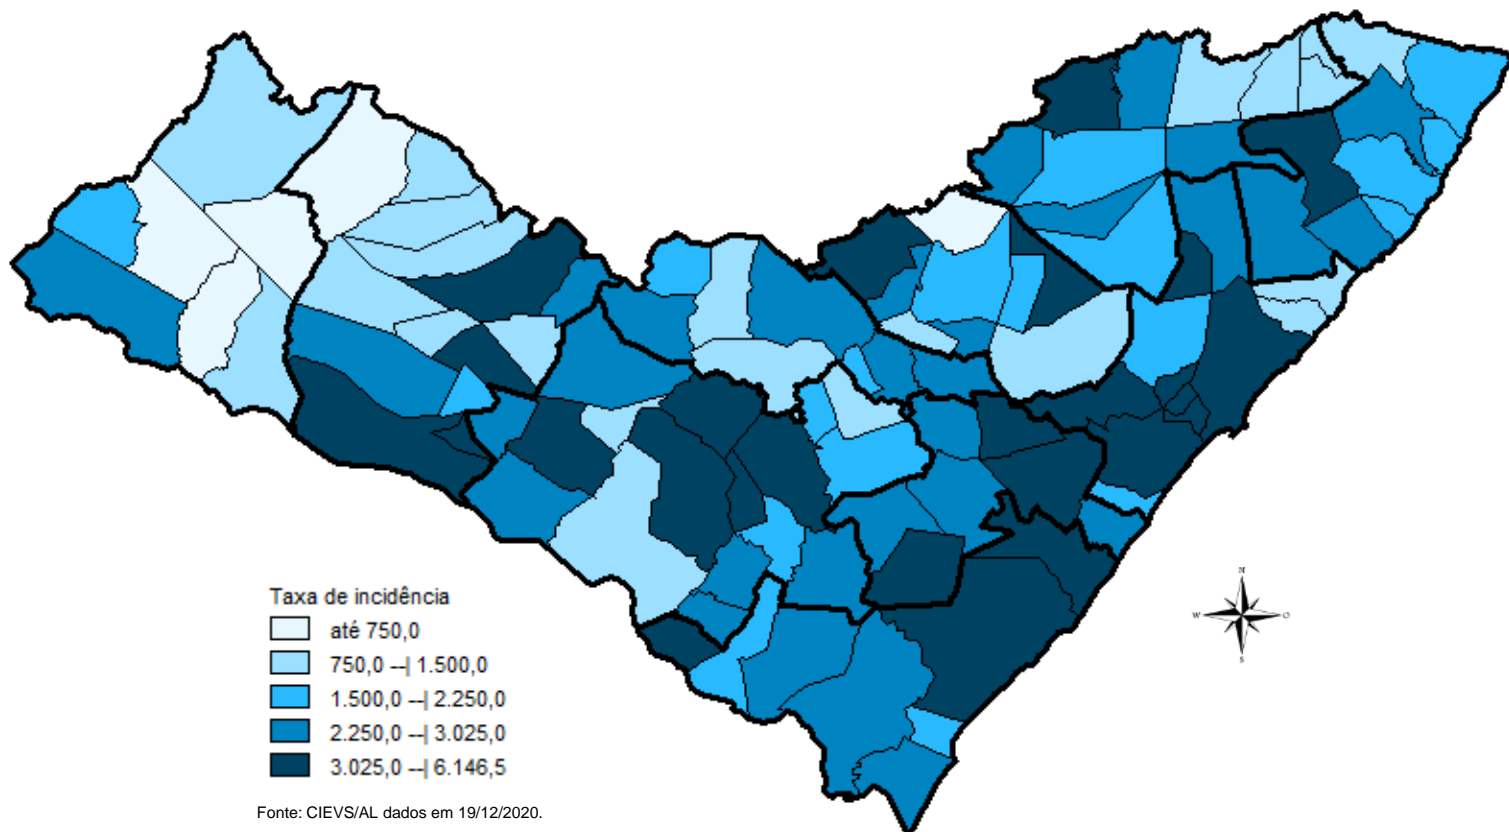 Taxa de incidência
até 750,0
750,0 --| 1.500,0
1.500,0 --| 2.250,0
2.250,0 --| 3.025,0
3.025,0 --| 6.146,5
Fonte: CIEVS/AL dados em 19/12/2020.
N
W O
S